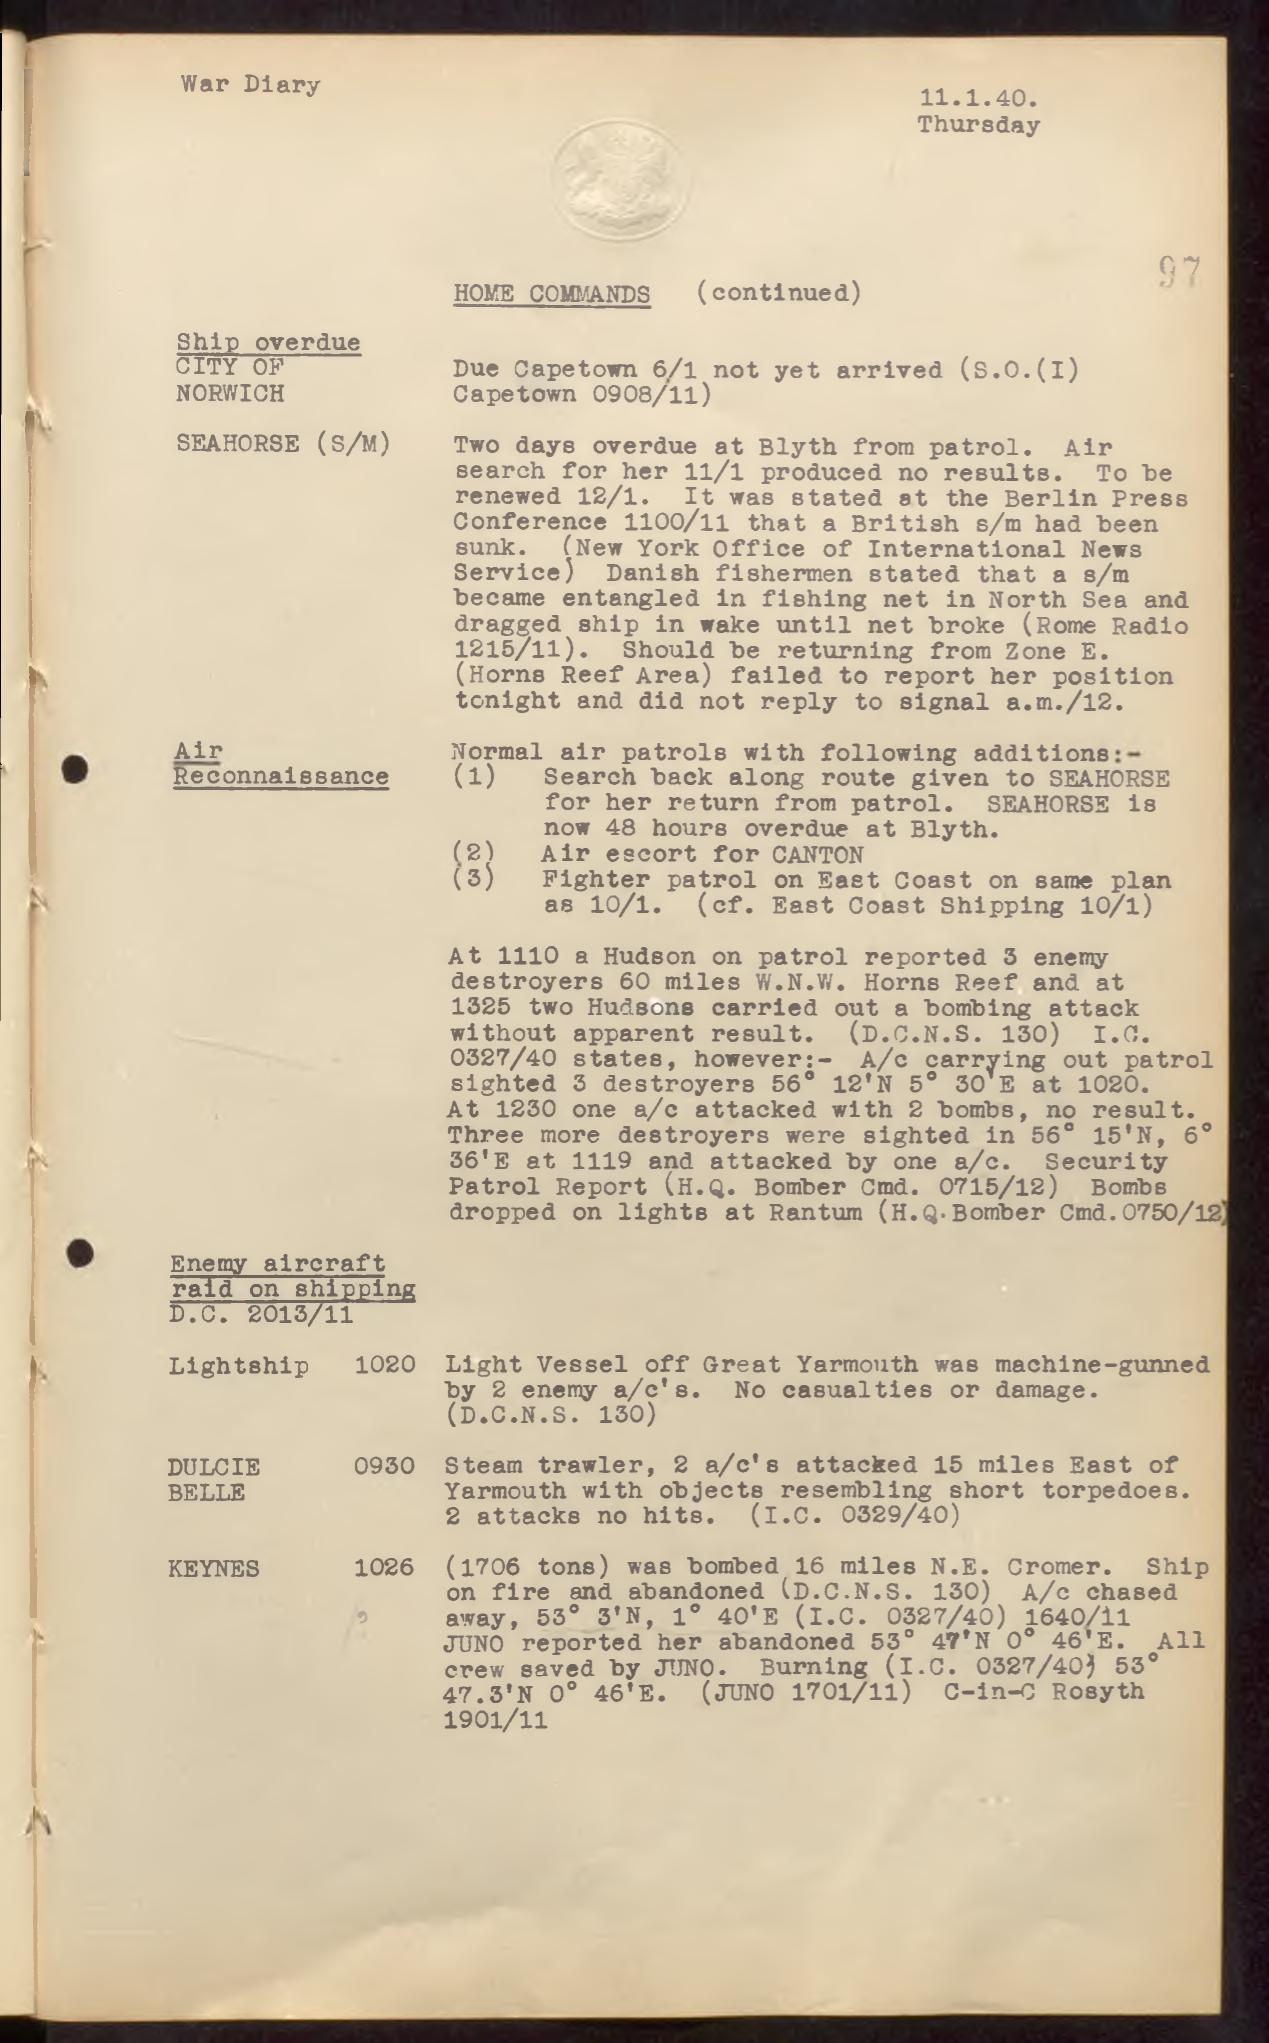 War Diary
11.1.40.
Thursday
97
HOME COMMANDS (continued)
Ship overdue
CITY OF Due Capetown 6/1 not yet arrived (S.O.(I)
NORWICH Capetown 0908/11)
SEAHORSE (S/M) Two days overdue at Blyth from patrol. Air
search for her 11/1 produced no results. To be
renewed 12/1. It was stated at the Berlin Press
Conference 1100/11 that a British s/m had been
sunk. (New York Office of International News
Service) Danish fishermen stated that a s/m
became entangled in fishing net in North Sea and
dragged ship in wake until net broke (Rome Radio
1215/11). Should be returning from Zone E.
(Horns Reef Area) failed to report her position
tonight and did not reply to signal a.m./12.
Air Normal air patrols with following additions:-
Reconnaissance (1) Search back along route given to SEAHORSE
for her return from patrol. SEAHORSE is
now 48 hours overdue at Blyth.
(2) Air escort for CANTON
(3) Fighter patrol on East Coast on same plan
as 10/1. (cf. East Coast Shipping 10/1)
At 1110 a Hudson on patrol reported 3 enemy
destroyers 60 miles W.N.W. Horns Reef and at
1325 two Hudsons carried out a bombing attack
without apparent result. (D.C.N.S. 130) I.C.
0327/40 states, however:- A/c carrying out patrol
sighted 3 destroyers 56° 12'N 5° 30'E at 1020.
At 1230 one a/c attacked with 2 bombs, no result.
Three more destroyers were sighted in 56° 15'N, 6°
36'E at 1119 and attacked by one a/c. Security
Patrol Report (H.Q. Bomber Cmd. 0715/12) Bombs
dropped on lights at Rantum (H.Q. Bomber Cmd. 0750/12)
Enemy aircraft
raid on shipping
D.C. 2013/11
Lightship 1020 Light Vessel off Great Yarmouth was machine-gunned
by 2 enemy a/c's. No casualties or damage.
(D.C.N.S. 130)
DULCIE 0930 Steam trawler, 2 a/c's attacked 15 miles East of
BELLE Yarmouth with objects resembling short torpedoes.
2 attacks no hits. (I.C. 0329/40)
KEYNES 1026 (1706 tons) was bombed 16 miles N.E. Cromer. Ship
on fire and abandoned (D.C.N.S. 130) A/c chased
away, 53° 3'N, 1° 40'E (I.C. 0327/40) 1640/11
JUNO reported her abandoned 53° 47'N 0° 46'E. All
crew saved by JUNO. Burning (I.C. 0327/40) 53°
47.3'N 0° 46'E. (JUNO 1701/11) C-in-C Rosyth
1901/11